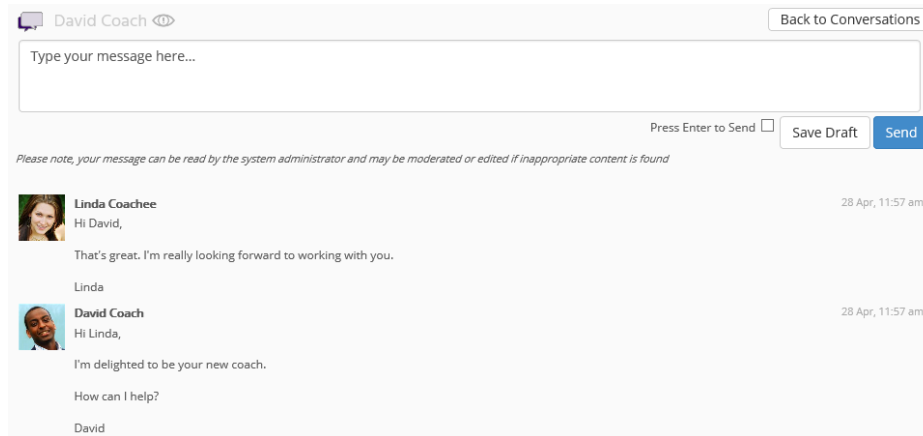 David Coach
Back to Conversations
Type your message here...
Press Enter to Send
Save Draft
Send
Please note, your message can be read by the system administrator and may be moderated or edited if inappropriate content is found
Linda Coachee
28 Apr, 11:57 am
Hi David,
That's great. I'm really looking forward to working with you.
Linda
David Coach
28 Apr, 11:57 am
Hi Linda,
I'm delighted to be your new coach.
How can I help?
David